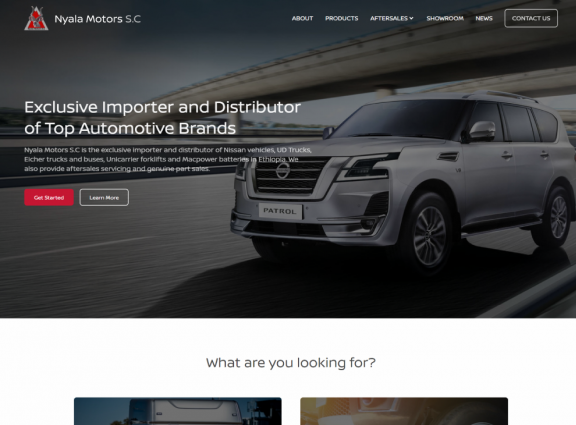 Nyala Motors S.C
ABOUT
PRODUCTS
AFTERSALES
SHOWROOM
NEWS
CONTACT US
Exclusive Importer and Distributor
of Top Automotive Brands
Nyala Motors S.C is the exclusive importer and distributor of Nissan vehicles, UD Trucks,
Eicher trucks and buses, Unicarrier forklifts and Macpower batteries in Ethiopia. We
also provide aftersales servicing and genuine part sales.
PATROL
Get Started
Learn More
What are you looking for?